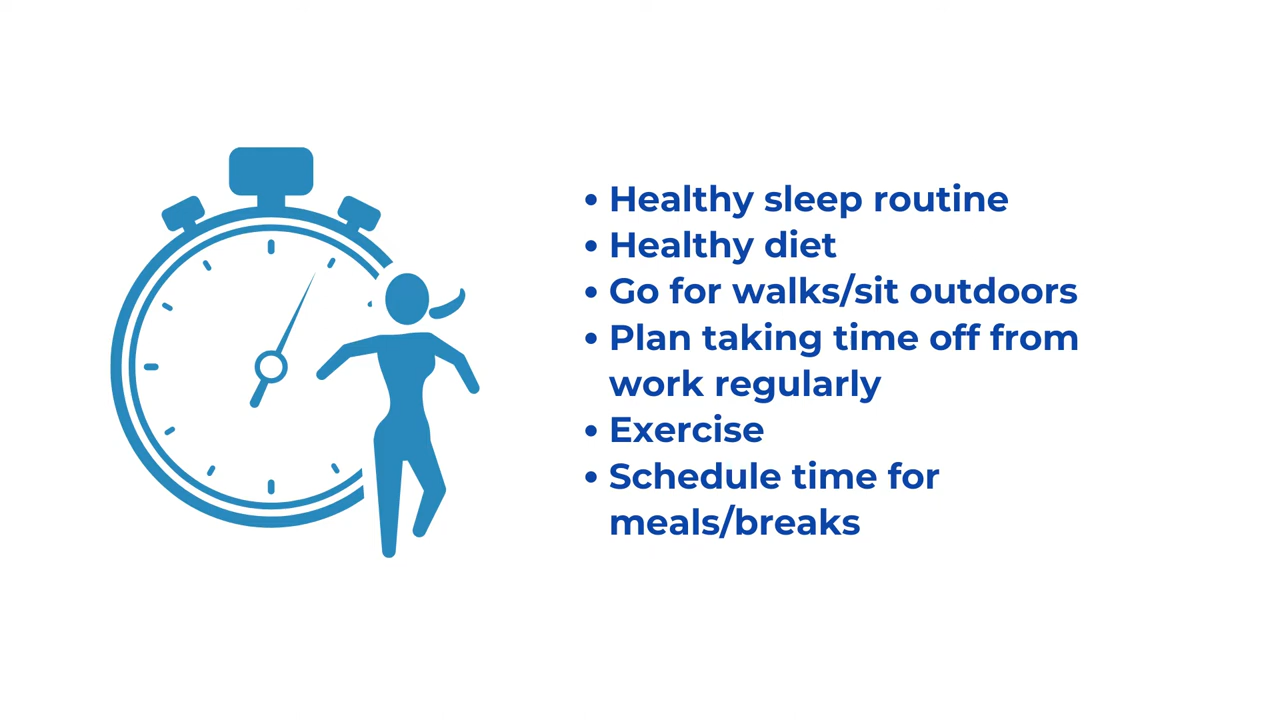 • Healthy sleep routine
• Healthy diet
• Go for walks/sit outdoors
• Plan taking time off from
work regularly
• Exercise
• Schedule time for
meals/breaks